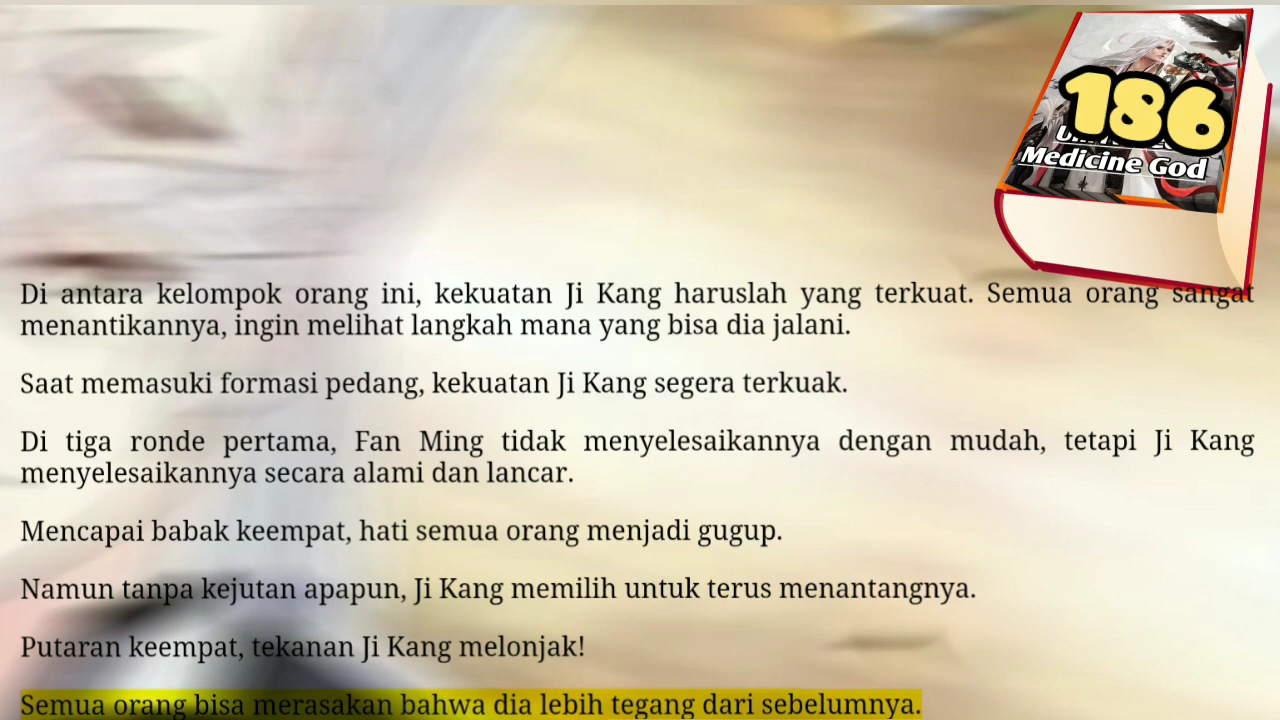 186
Medicine God
Di antara kelompok orang ini, kekuatan Ji Kang haruslah yang terkuat. Semua orang sangat
menantikannya, ingin melihat langkah mana yang bisa dia jalani.
Saat memasuki formasi pedang, kekuatan Ji Kang segera terkuak.
Di tiga ronde pertama, Fan Ming tidak menyelesaikannya dengan mudah, tetapi Ji Kang
menyelesaikannya secara alami dan lancar.
Mencapai babak keempat, hati semua orang menjadi gugup.
Namun tanpa kejutan apapun, Ji Kang memilih untuk terus menantangnya.
Putaran keempat, tekanan Ji Kang melonjak!
Semua orang bisa merasakan bahwa dia lebih tegang dari sebelumnya.